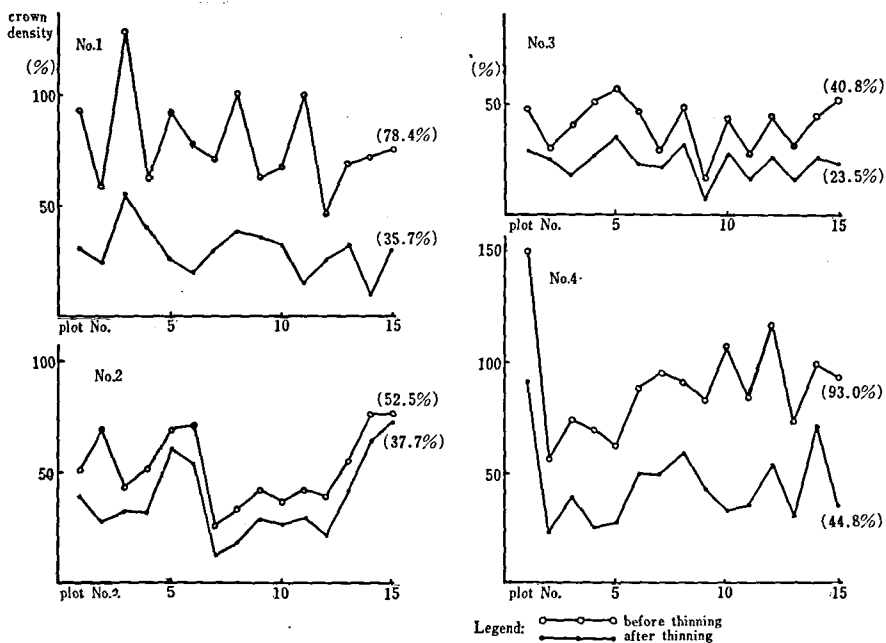 crown
density
(%)
No.1
100
50
(78.4%)
(35.7%)
plot No.
5
10
15
No.2
100
50
(52.5%)
(37.7%)
plot No.
5
10
15
No.3
(%)
50
(40.8%)
(23.5%)
plot No.
5
10
15
No.4
150
100
50
(93.0%)
(44.8%)
plot No.
5
10
15
Legend:
before thinning
after thinning